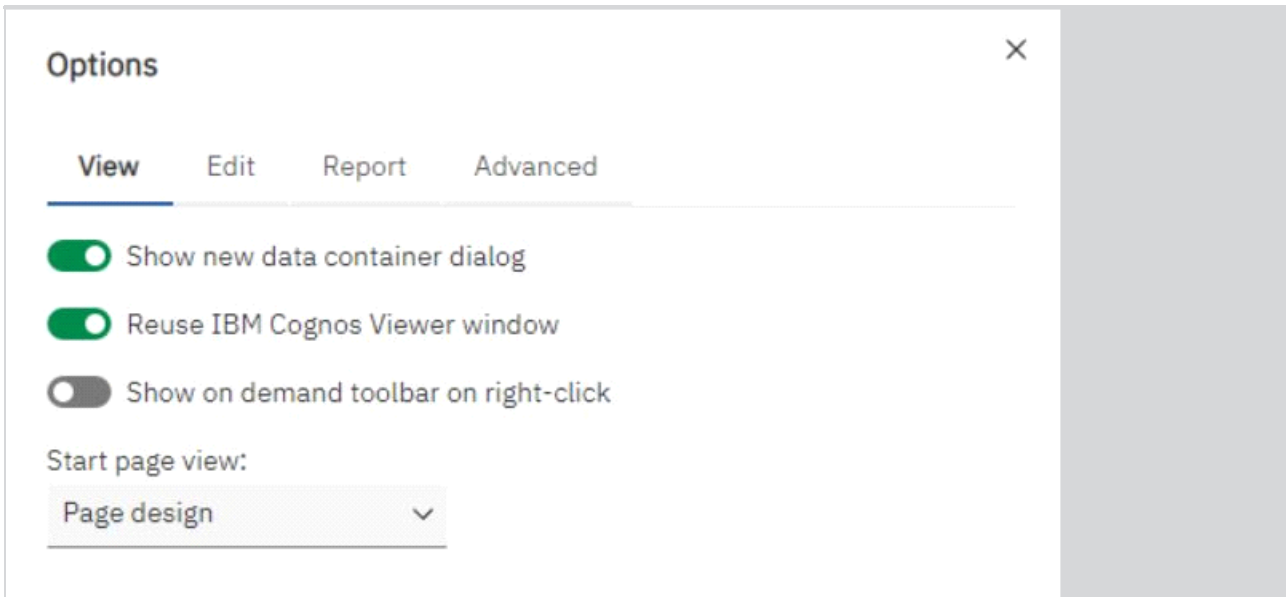 Options
View Edit Report Advanced
Show new data container dialog
Reuse IBM Cognos Viewer window
Show on demand toolbar on right-click
Start page view:
Page design